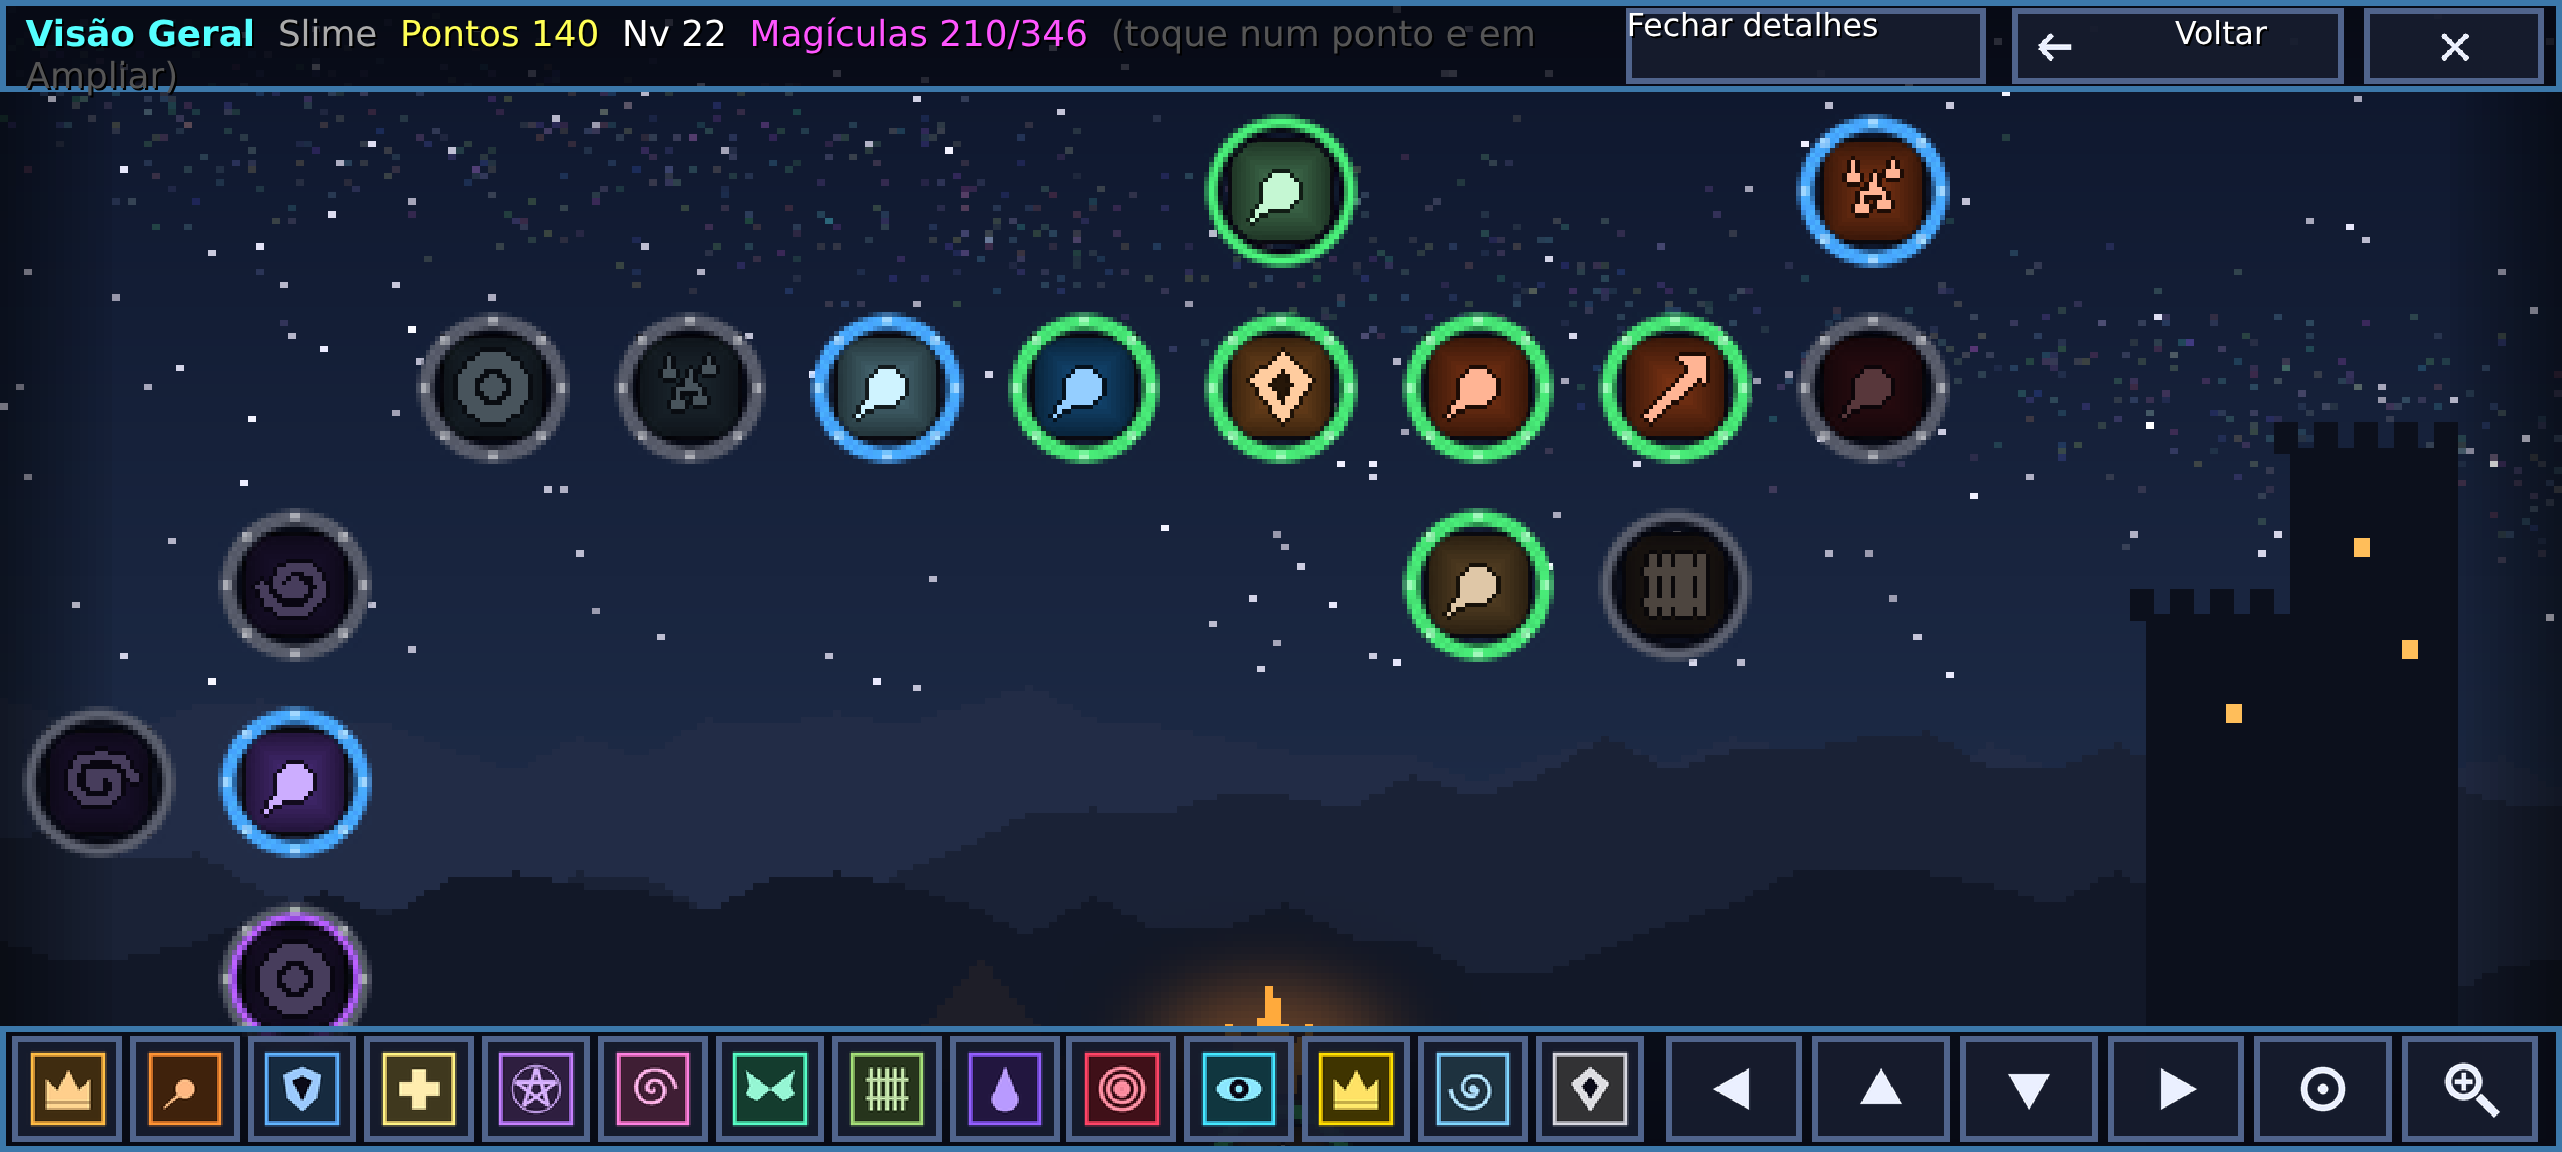 Visão Geral Slime Pontos 140 Nv 22 Magículas 210/346 (toque num ponto e em
Ampliar)
Fechar detalhes
Voltar